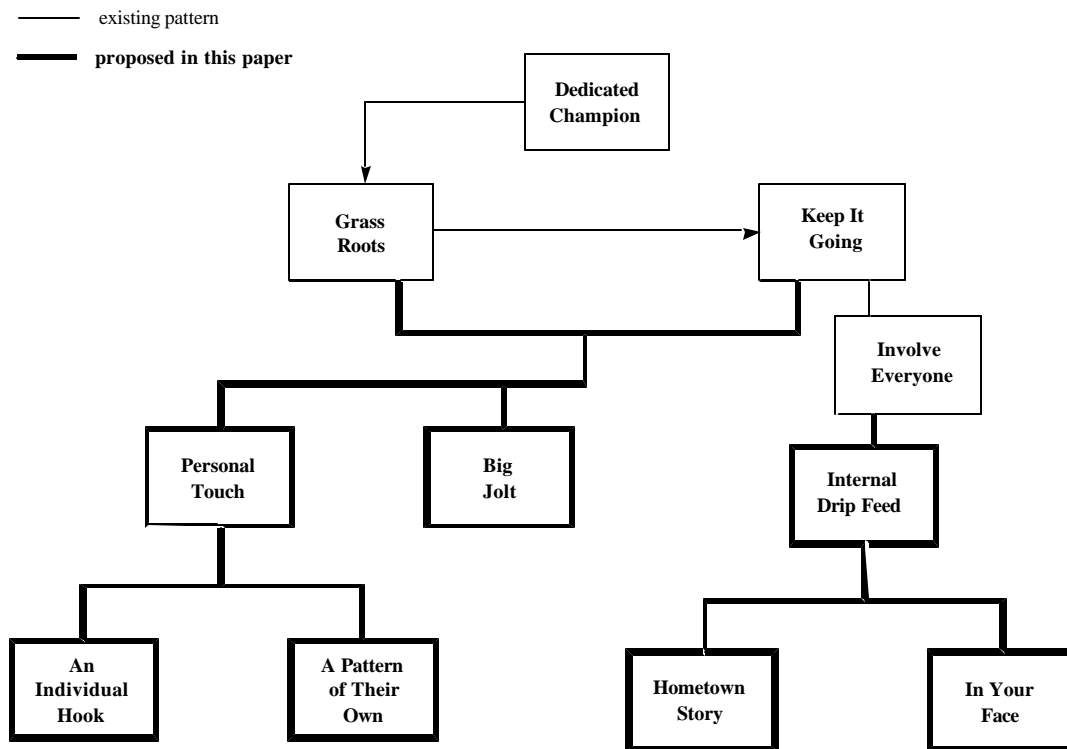 existing pattern
proposed in this paper
Dedicated
Champion
Grass
Roots
Keep It
Going
Involve
Everyone
Personal
Touch
Big
Jolt
Internal
Drip Feed
An
Individual
Hook
A Pattern
of Their
Own
Hometown
Story
In Your
Face